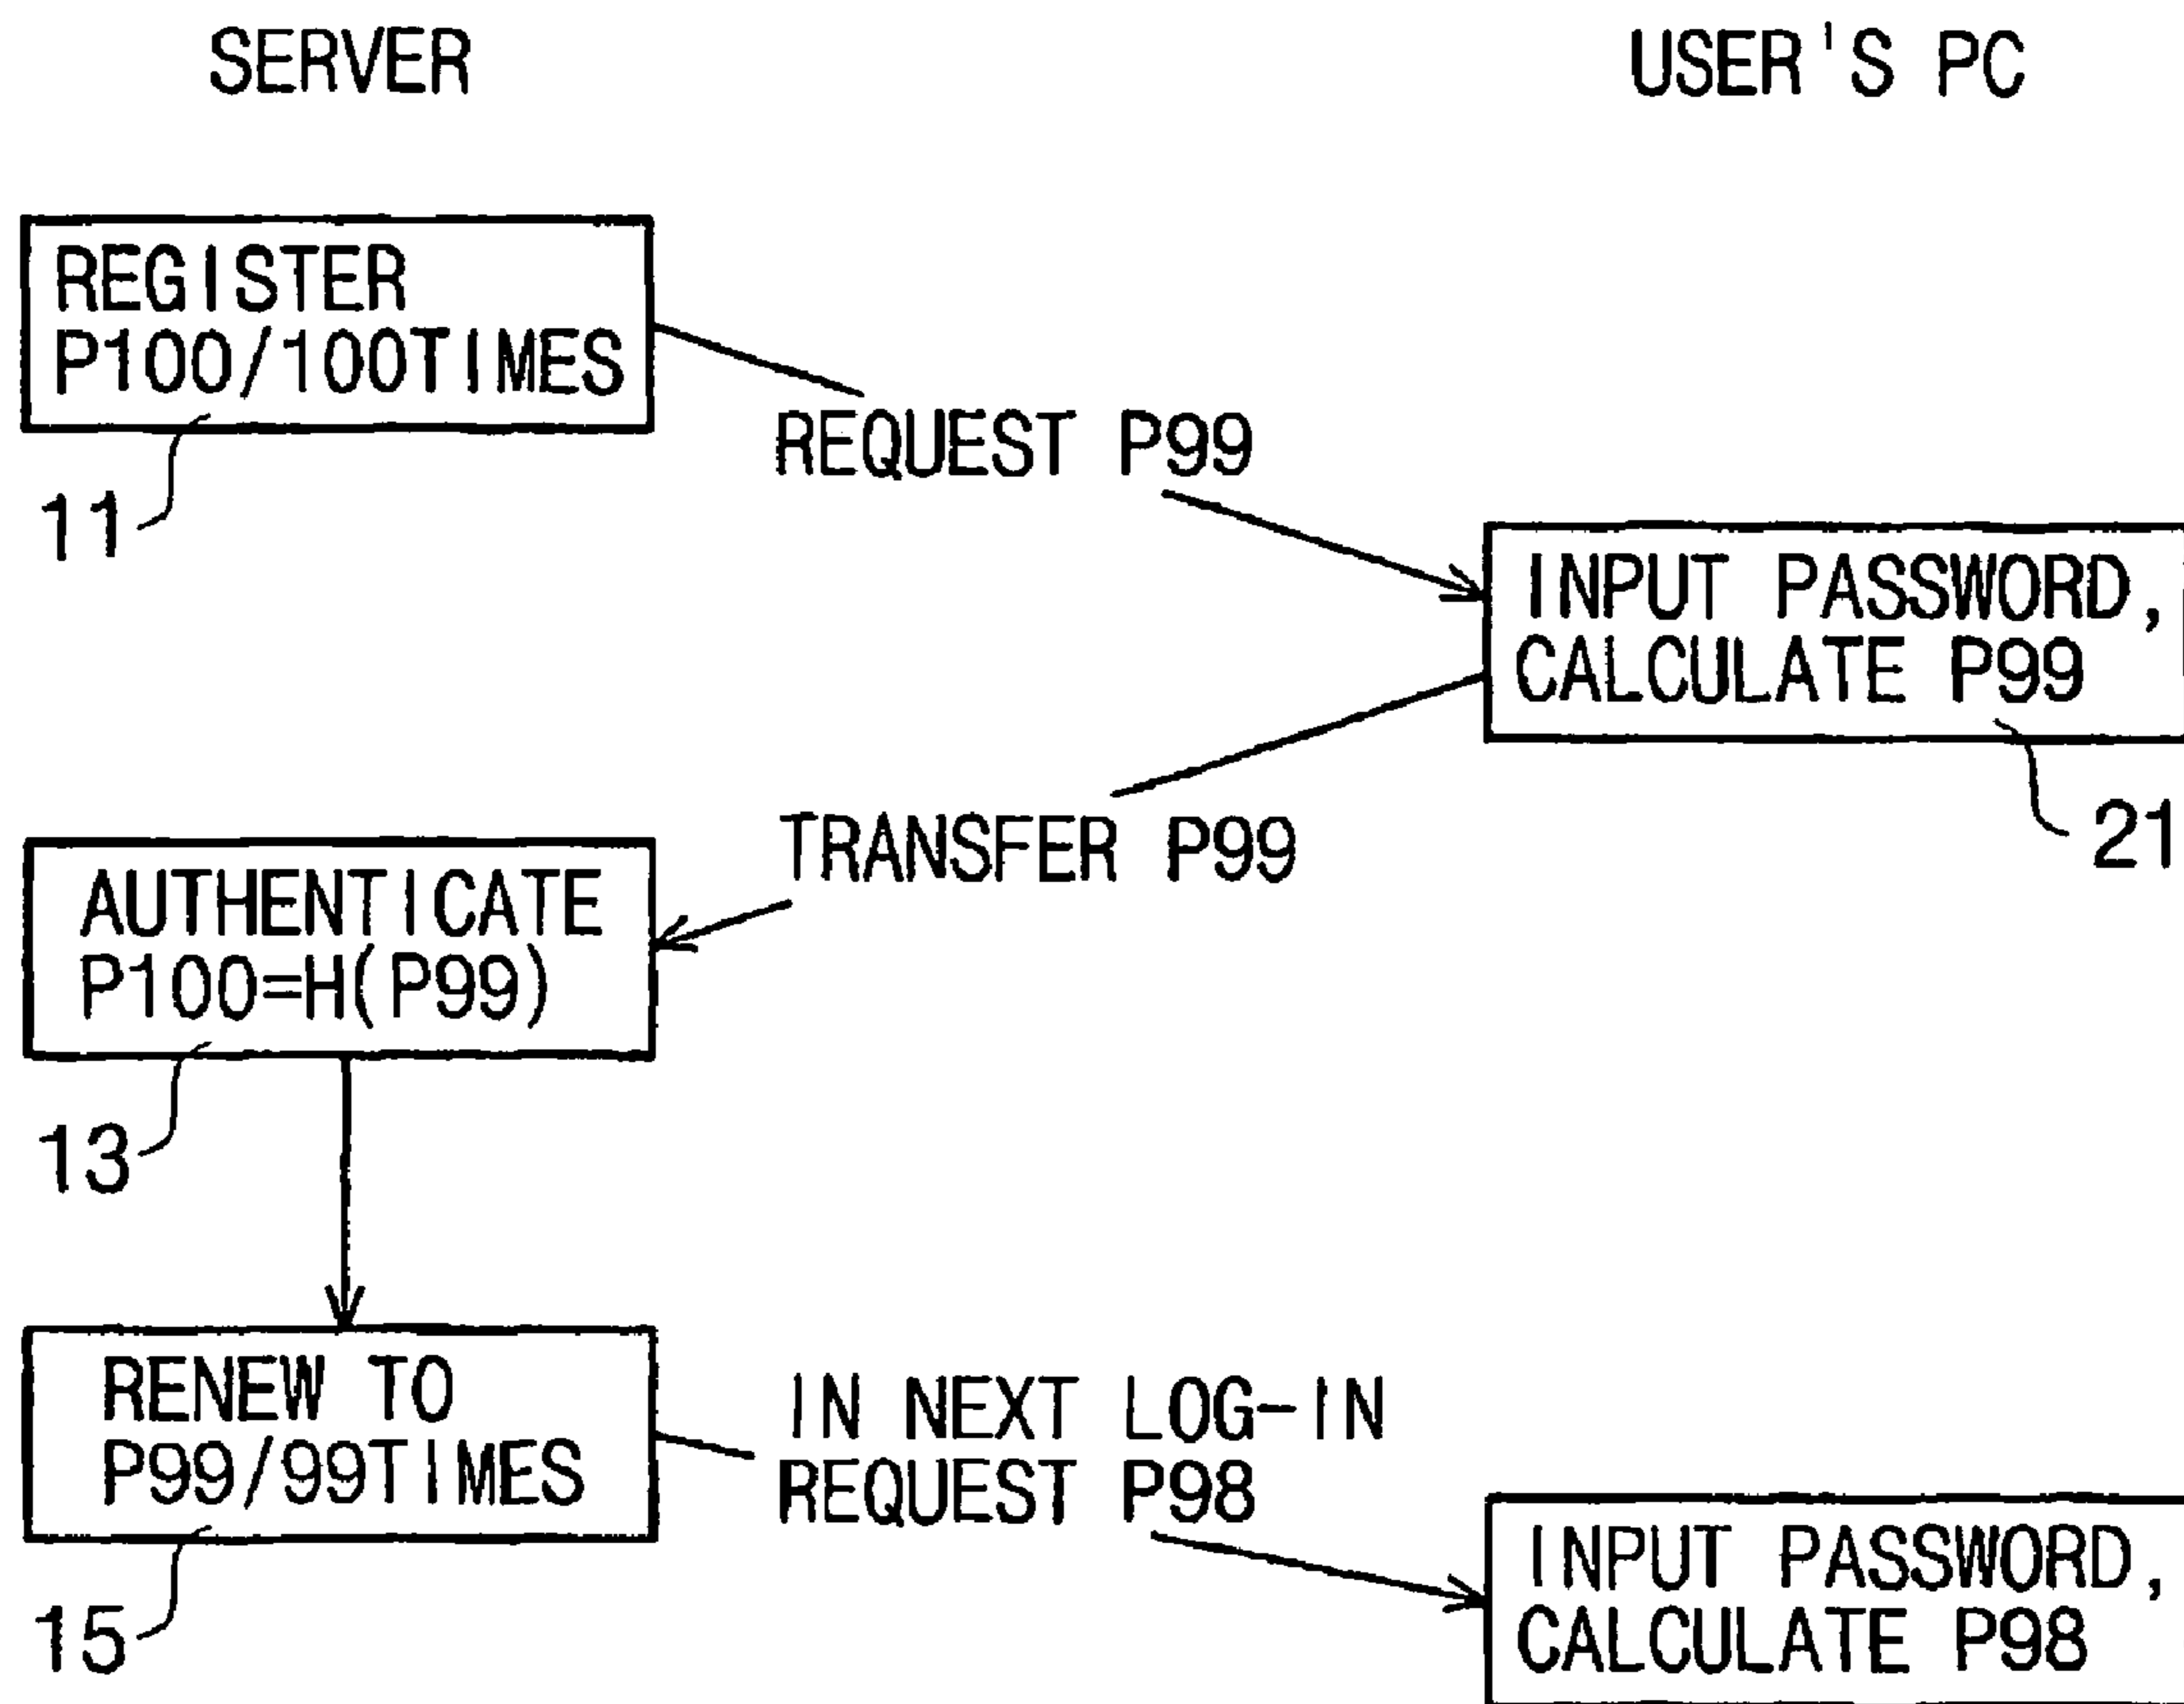 SERVER
USER'S PC
REGISTER
P100/100TIMES
11
REQUEST P99
INPUT PASSWORD,
CALCULATE P99
21
TRANSFER P99
AUTHENTICATE
P100=H(P99)
13
RENEW TO
P99/99TIMES
15
IN NEXT LOG-IN
REQUEST P98
INPUT PASSWORD,
CALCULATE P98